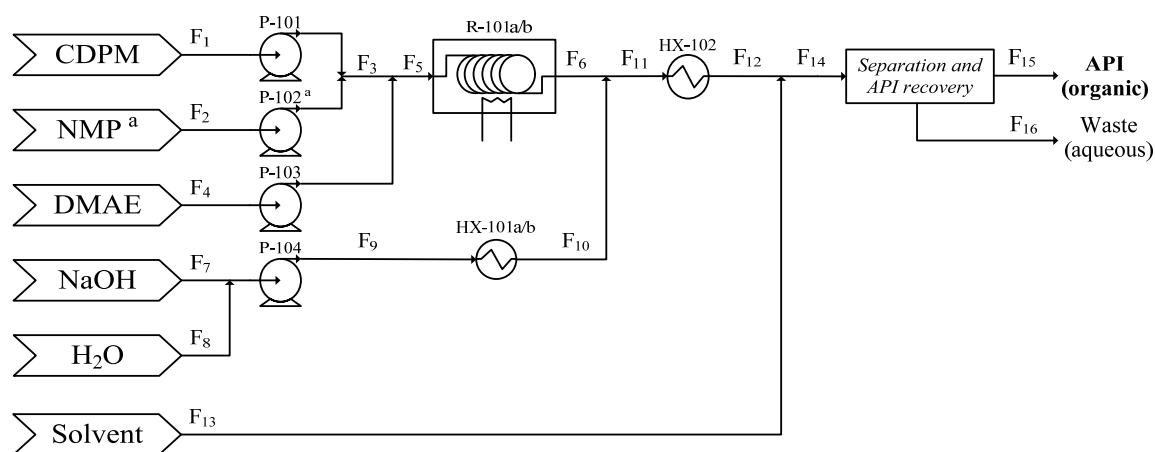 CDPM
F₁
P-101
F₃
F₅
R-101a/b
F₆
F₁₁
HX-102
F₁₂
F₁₄
Separation and
API recovery
F₁₅
API
(organic)
NMP ᵃ
F₂
P-102 ᵃ
F₁₆
Waste
(aqueous)
DMAE
F₄
P-103
NaOH
F₇
P-104
F₉
HX-101a/b
F₁₀
H₂O
F₈
Solvent
F₁₃